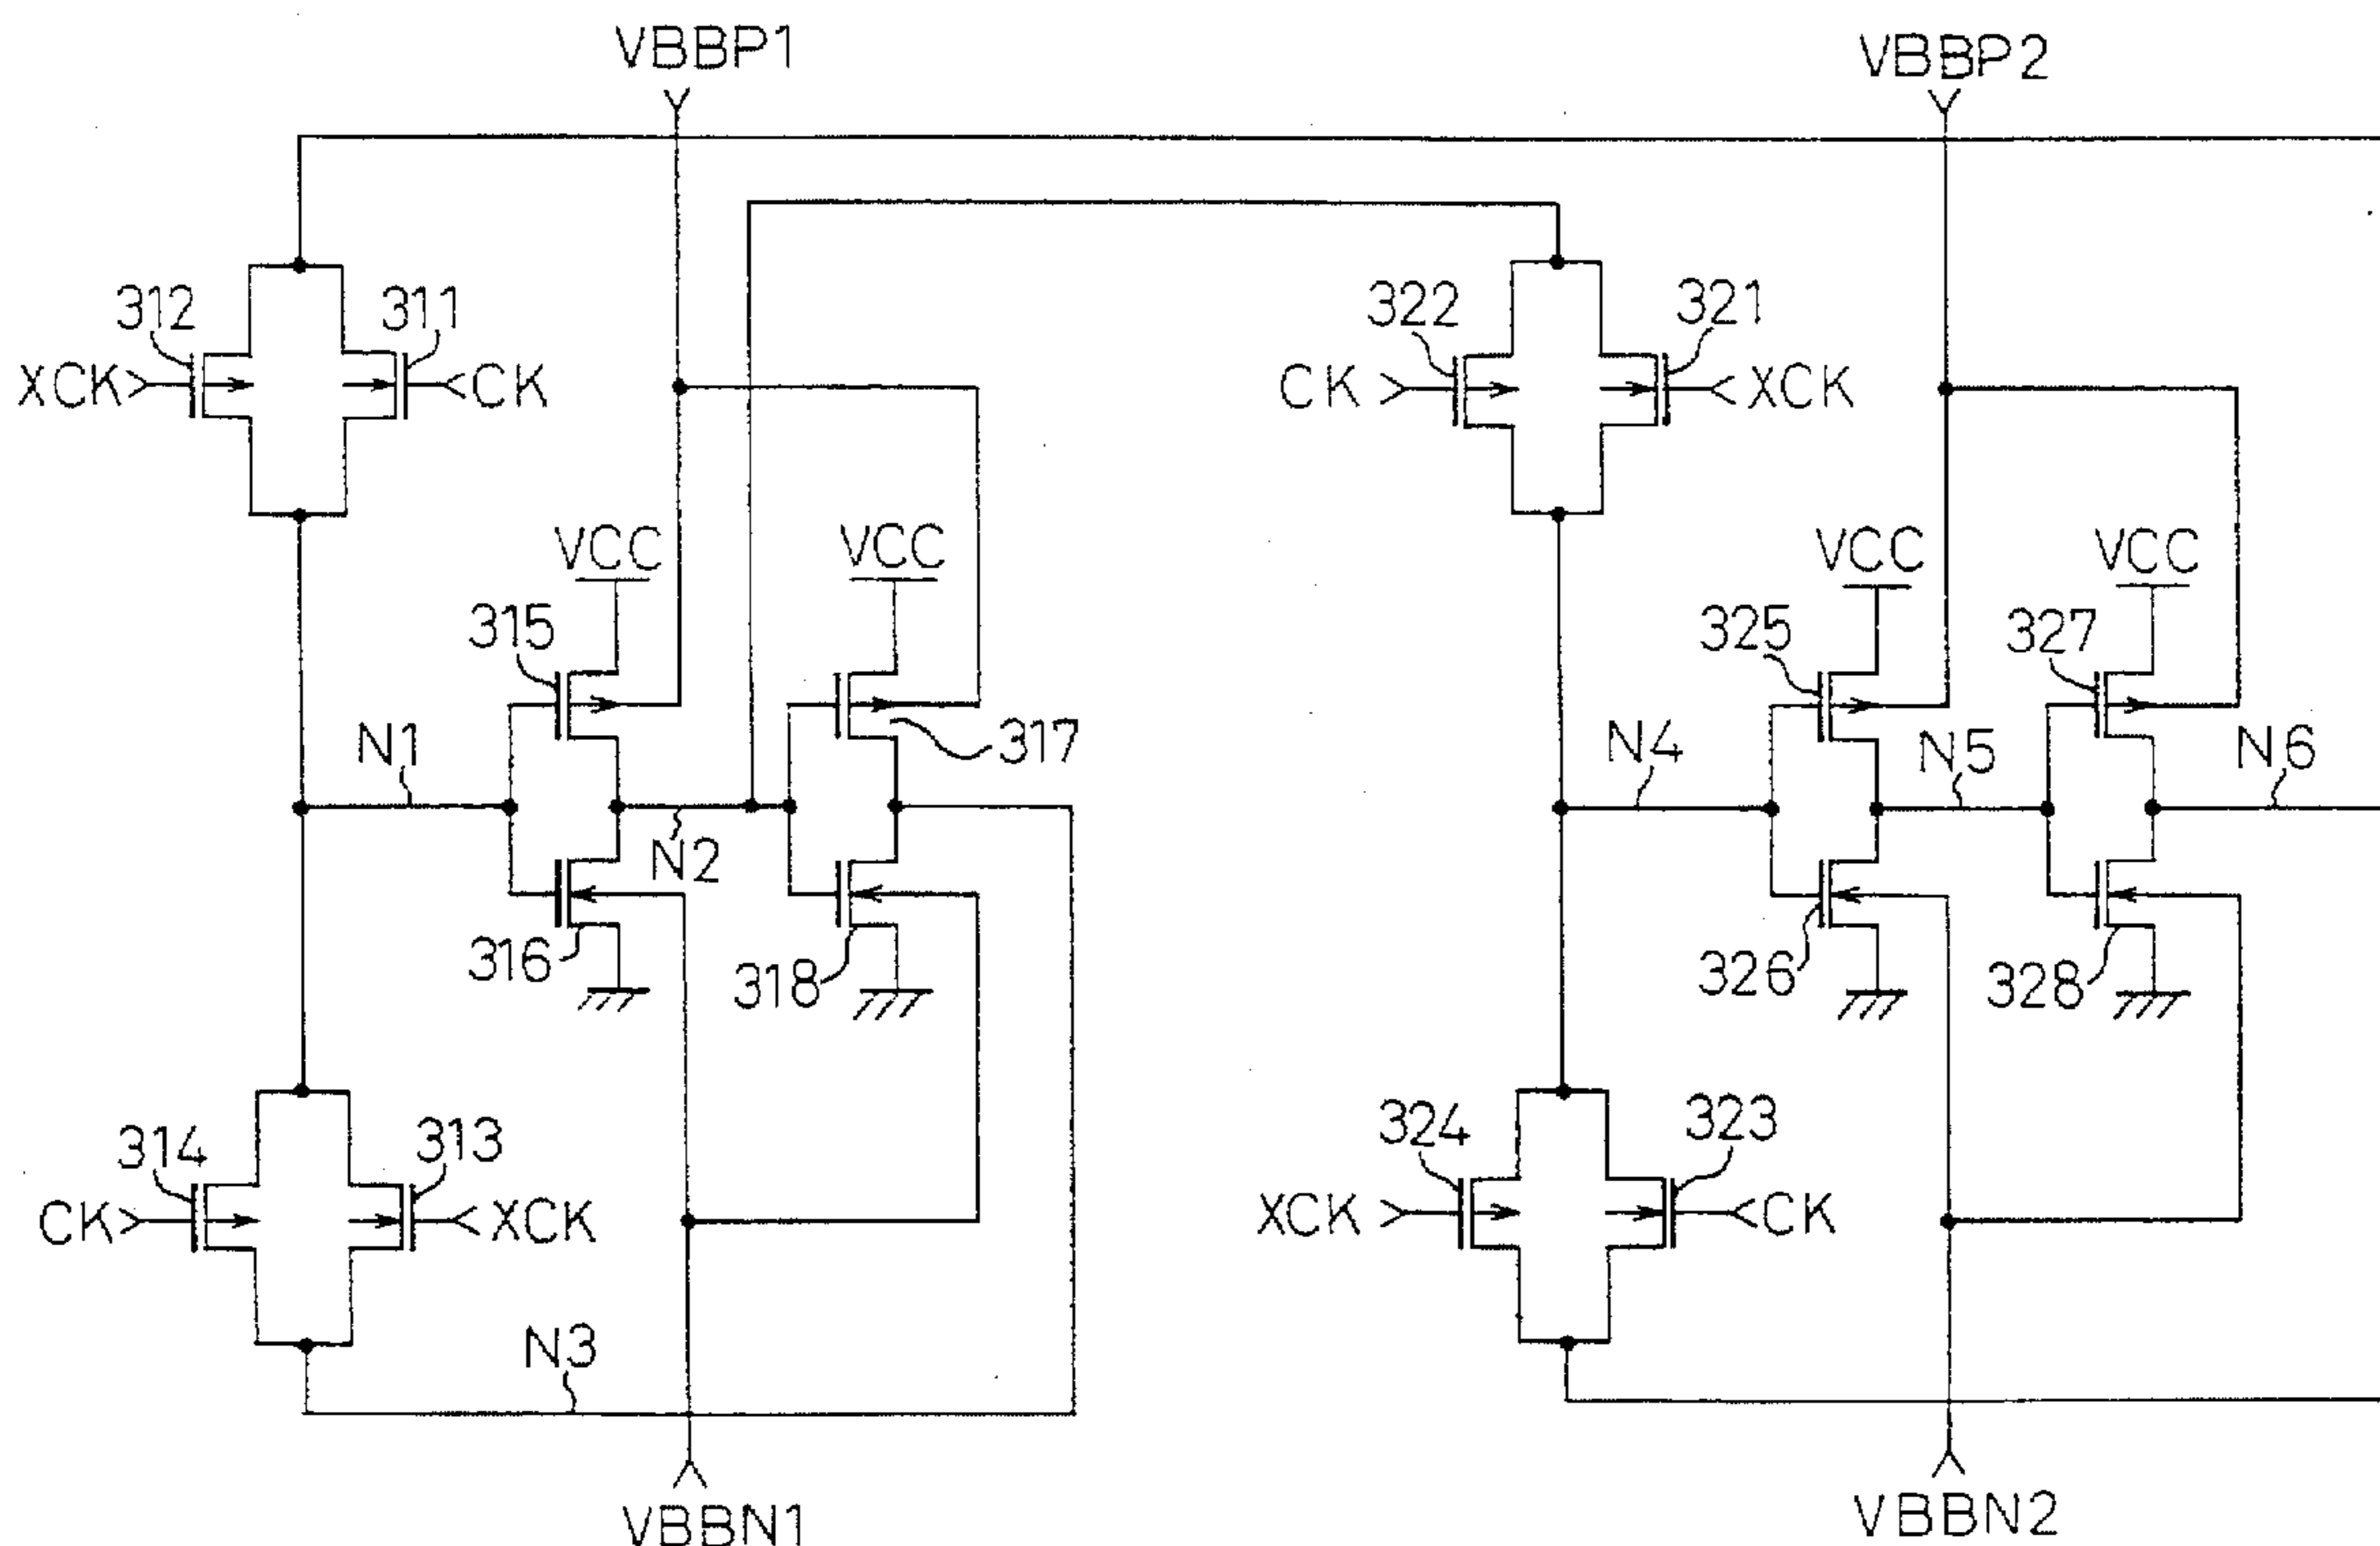 VBBP1
VBBP2
312
311
322
321
XCK
CK
CK
XCK
VCC
VCC
VCC
VCC
315
325
327
N1
317
N4
N5
N6
N2
316
318
326
328
314
313
324
323
CK
XCK
XCK
CK
N3
VBBN1
VBBN2